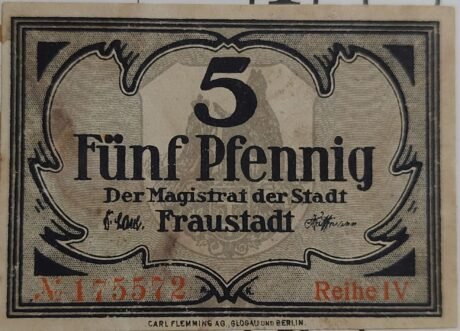 5
Fünf Pfennig
Der Magistrat der Stadt
Fraustadt
№ 175572 Reihe IV
CARL FLEMMING AG., GLOGAU UND BERLIN.